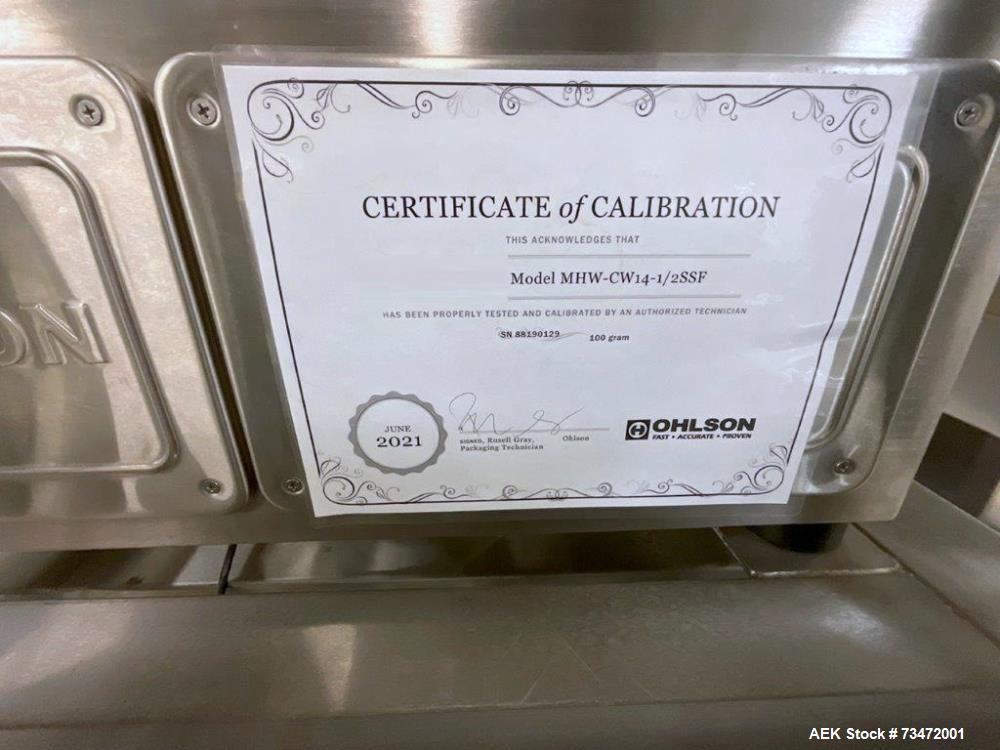 ON
CERTIFICATE of CALIBRATION
THIS ACKNOWLEDGES THAT
Model MHW-CW14-1/2SSF
HAS BEEN PROPERLY TESTED AND CALIBRATED BY AN AUTHORIZED TECHNICIAN
SN 88190129 100 gram
JUNE
2021
SIGNED, Rusell Gray, Ohlson
Packaging Technician
OHLSON
FAST • ACCURATE • PROVEN
AEK Stock # 73472001